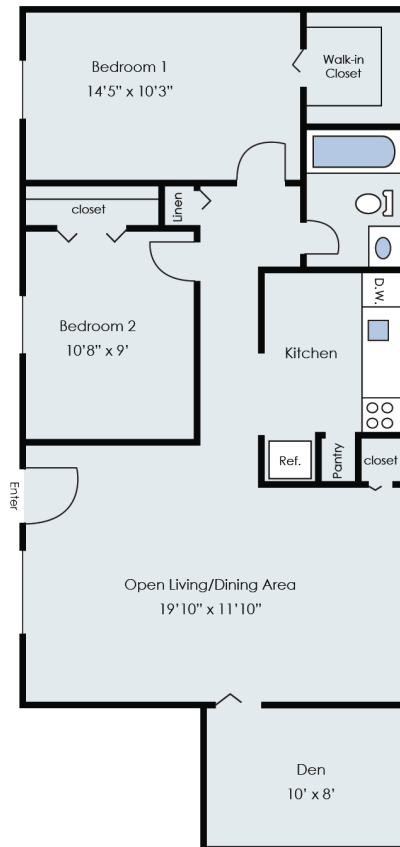 Bedroom 1
14'5” x 10'3”
Walk-in
Closet
closet
Linen
Bedroom 2
10'8” x 9'
D.W.
Kitchen
Ref.
Pantry
closet
Enter
Open Living/Dining Area
19'10” x 11'10”
Den
10' x 8'